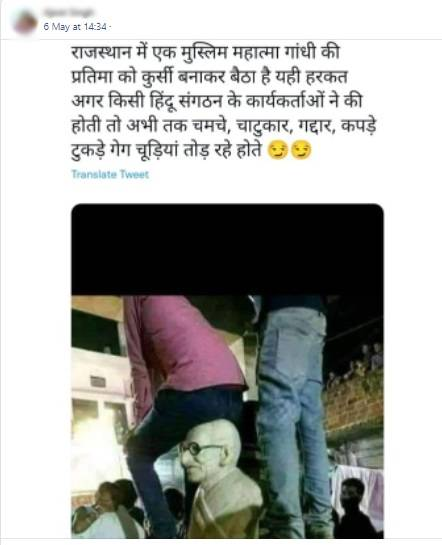 6 May at 14:34 ·
राजस्थान में एक मुस्लिम महात्मा गांधी की
प्रतिमा को कुर्सी बनाकर बैठा है यही हरकत
अगर किसी हिंदू संगठन के कार्यकर्ताओं ने की
होती तो अभी तक चमचे, चाटुकार, गद्दार, कपड़े
टुकड़े गेग चूड़ियां तोड़ रहे होते 😏😏
Translate Tweet